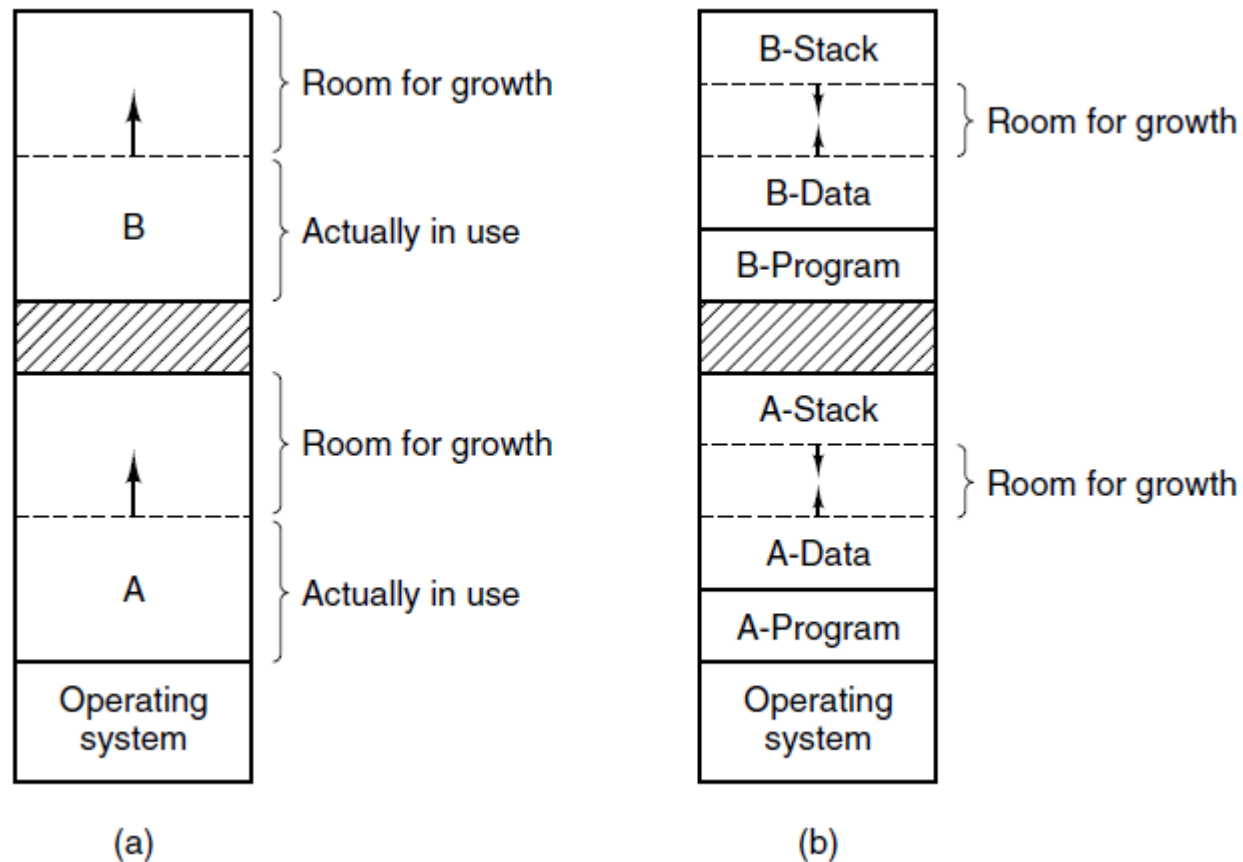 Room for growth
B
Actually in use
Room for growth
A
Actually in use
Operating
system
(a)
B-Stack
Room for growth
B-Data
B-Program
A-Stack
Room for growth
A-Data
A-Program
Operating
system
(b)